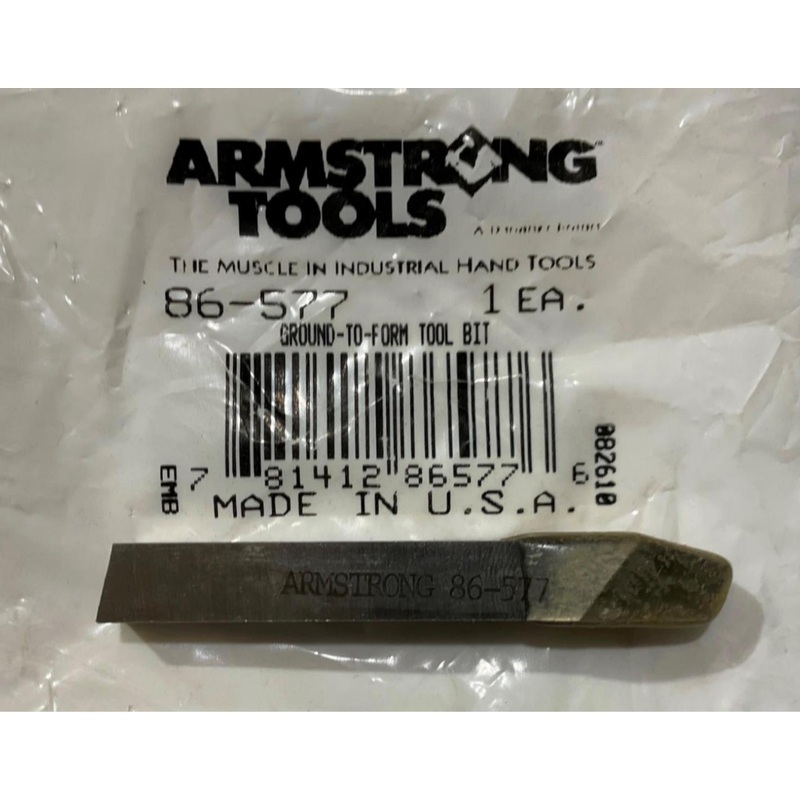 ARMSTRONG
TOOLS
THE MUSCLE IN INDUSTRIAL HAND TOOLS
86-577 1 EA.
GROUND-TO-FORM TOOL BIT
7 81412 86577 6
EMB
082610
MADE IN U.S.A.
ARMSTRONG 86-577